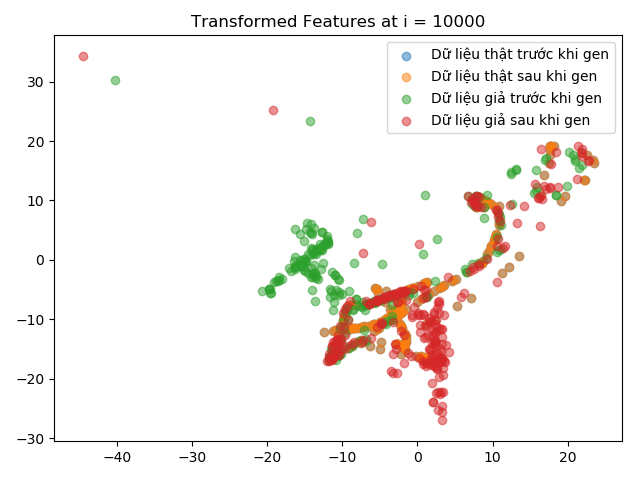 Transformed Features at i = 10000
Dữ liệu thật trước khi gen
Dữ liệu thật sau khi gen
Dữ liệu giả trước khi gen
Dữ liệu giả sau khi gen
30
20
10
0
−10
−20
−30
−40 −30 −20 −10 0 10 20